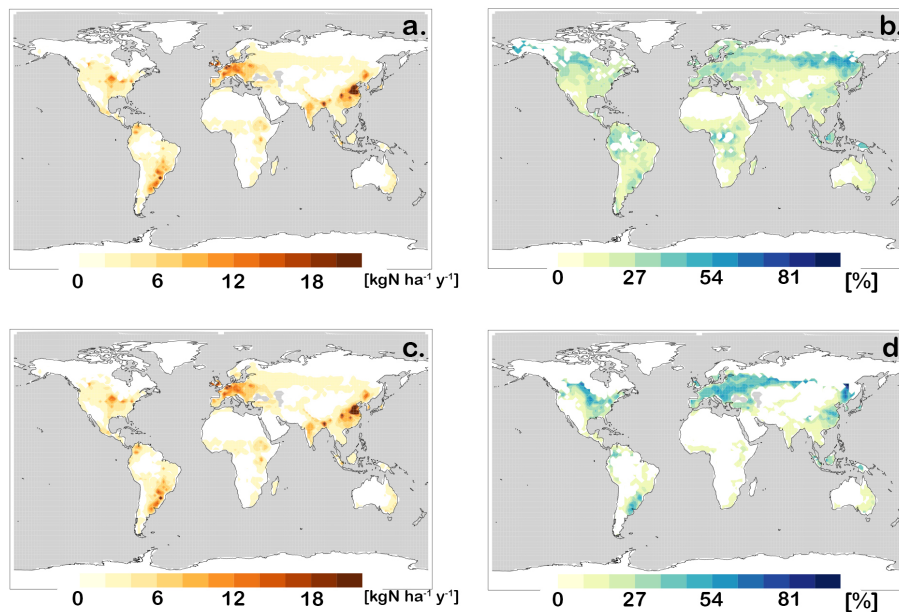 a.
b.
0 6 12 18 [kgN ha⁻¹ y⁻¹]
0 27 54 81 [%]
c.
d.
0 6 12 18 [kgN ha⁻¹ y⁻¹]
0 27 54 81 [%]